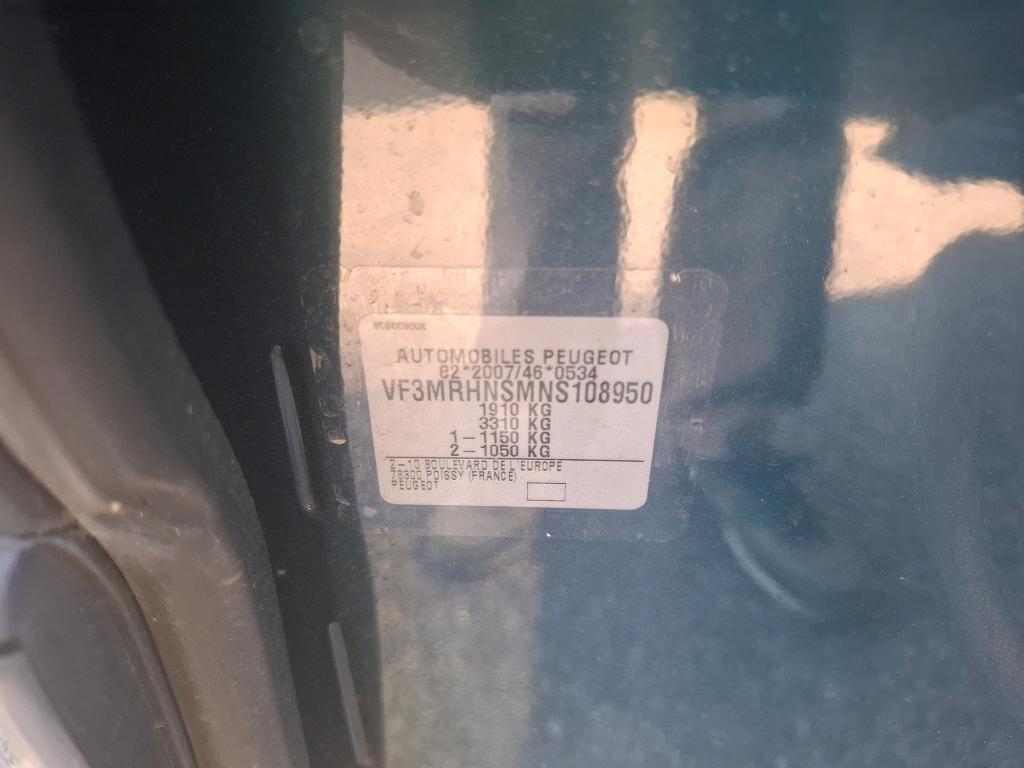 AUTOMOBILES PEUGEOT
e2*2007/46*0534
VF3MRHNSMNS108950
1910 KG
3310 KG
1-1150 KG
2-1050 KG
2-10 BOULEVARD DE L'EUROPE
78300 POISSY (FRANCE)
PEUGEOT